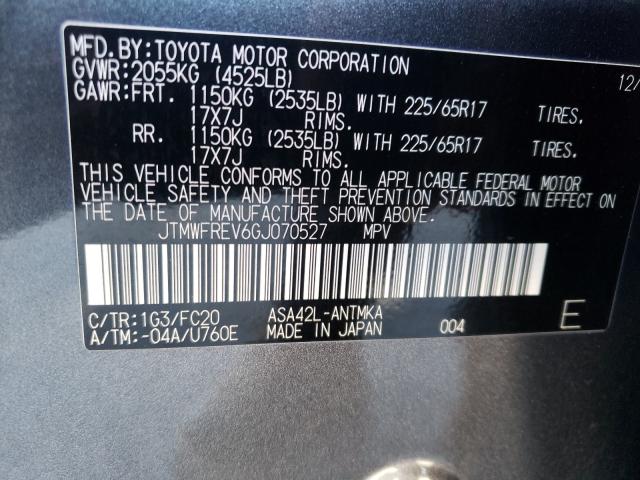 MFD.BY:TOYOTA MOTOR CORPORATION 12/
GVWR:2055KG (4525LB)
GAWR:FRT. 1150KG (2535LB) WITH 225/65R17 TIRES.
17X7J RIMS.
RR. 1150KG (2535LB) WITH 225/65R17 TIRES.
17X7J RIMS.
THIS VEHICLE CONFORMS TO ALL APPLICABLE FEDERAL MOTOR
VEHICLE SAFETY AND THEFT PREVENTION STANDARDS IN EFFECT ON
THE DATE OF MANUFACTURE SHOWN ABOVE.
JTMWFREV6GJ070527 MPV
C/TR:1G3/FC20 ASA42L-ANTMKA
A/TM:-04A/U760E MADE IN JAPAN 004 E